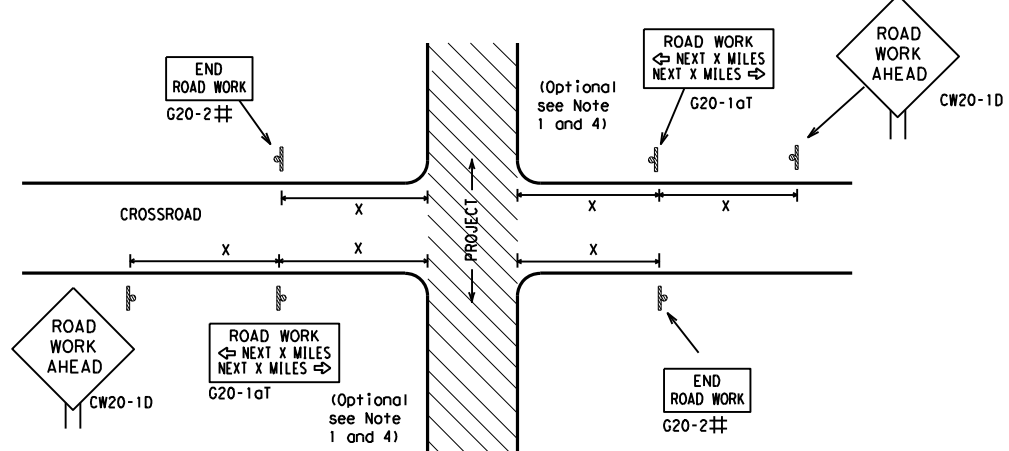 ROAD WORK
⇦ NEXT X MILES
NEXT X MILES ⇨
G20-1aT
ROAD
WORK
AHEAD
CW20-1D
END
ROAD WORK
G20-2#
(Optional
see Note
1 and 4)
X
X
X
CROSSROAD
PROJECT
X
X
X
ROAD
WORK
AHEAD
CW20-1D
ROAD WORK
⇦ NEXT X MILES
NEXT X MILES ⇨
G20-1aT
(Optional
see Note
1 and 4)
END
ROAD WORK
G20-2#